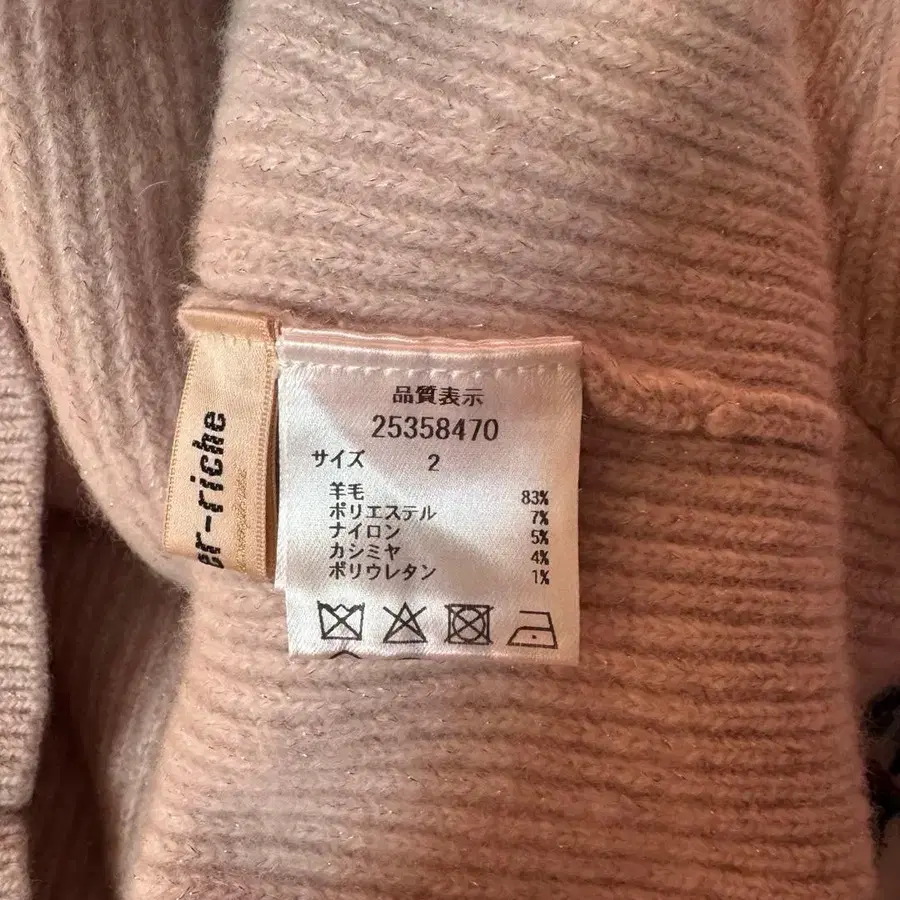 品質表示
25358470
サイズ 2
羊毛 83%
ポリエステル 7%
ナイロン 5%
カシミヤ 4%
ポリウレタン 1%
er-riche